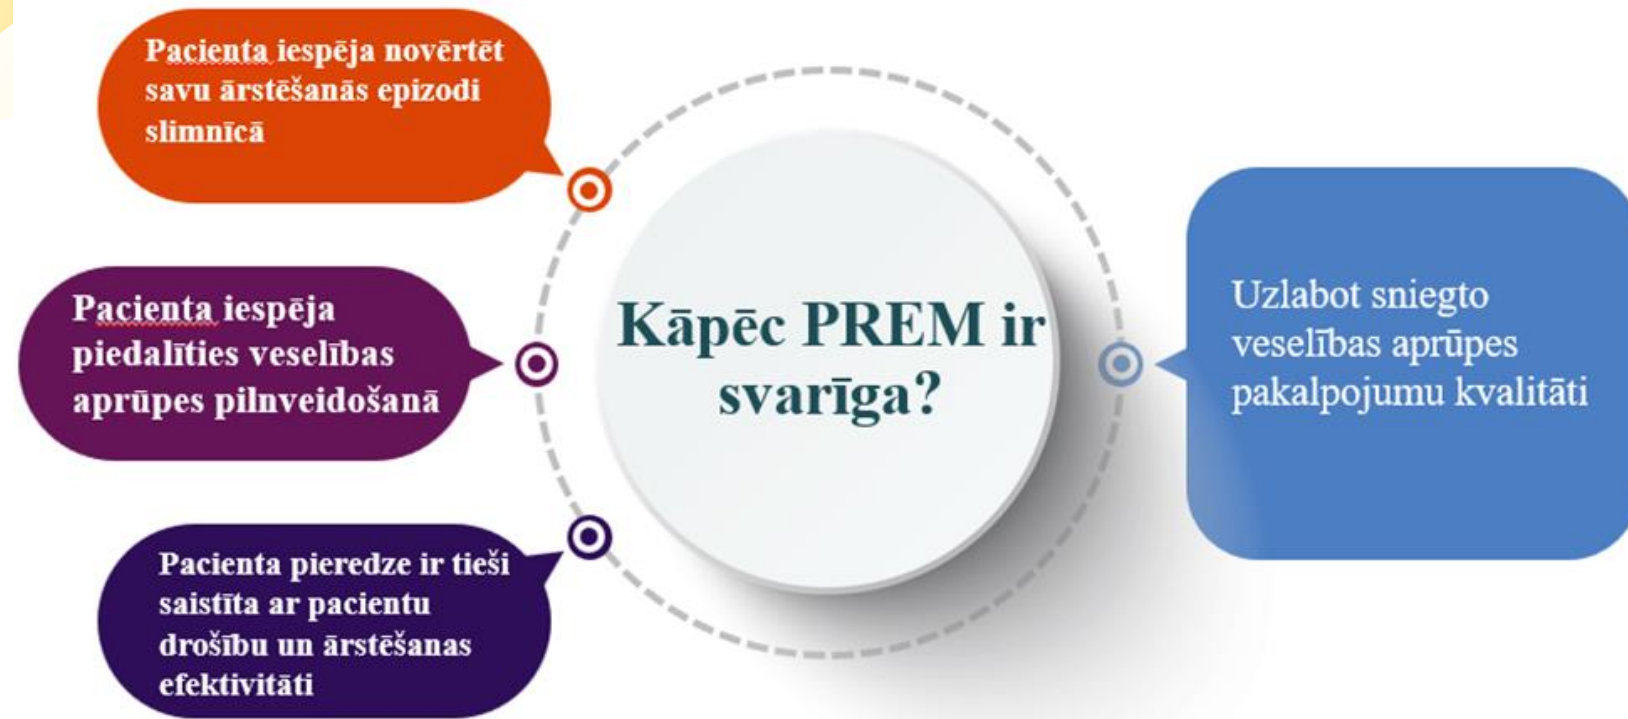 Pacienta iespēja novērtēt
savu ārstēšanās epizodi
slimnīcā
Pacienta iespēja
piedalīties veselības
aprūpes pilnveidošanā
Pacienta pieredze ir tieši
saistīta ar pacientu
drošību un ārstēšanas
efektivitāti
Kāpēc PREM ir
svarīga?
Uzlabot sniegto
veselības aprūpes
pakalpojumu kvalitāti